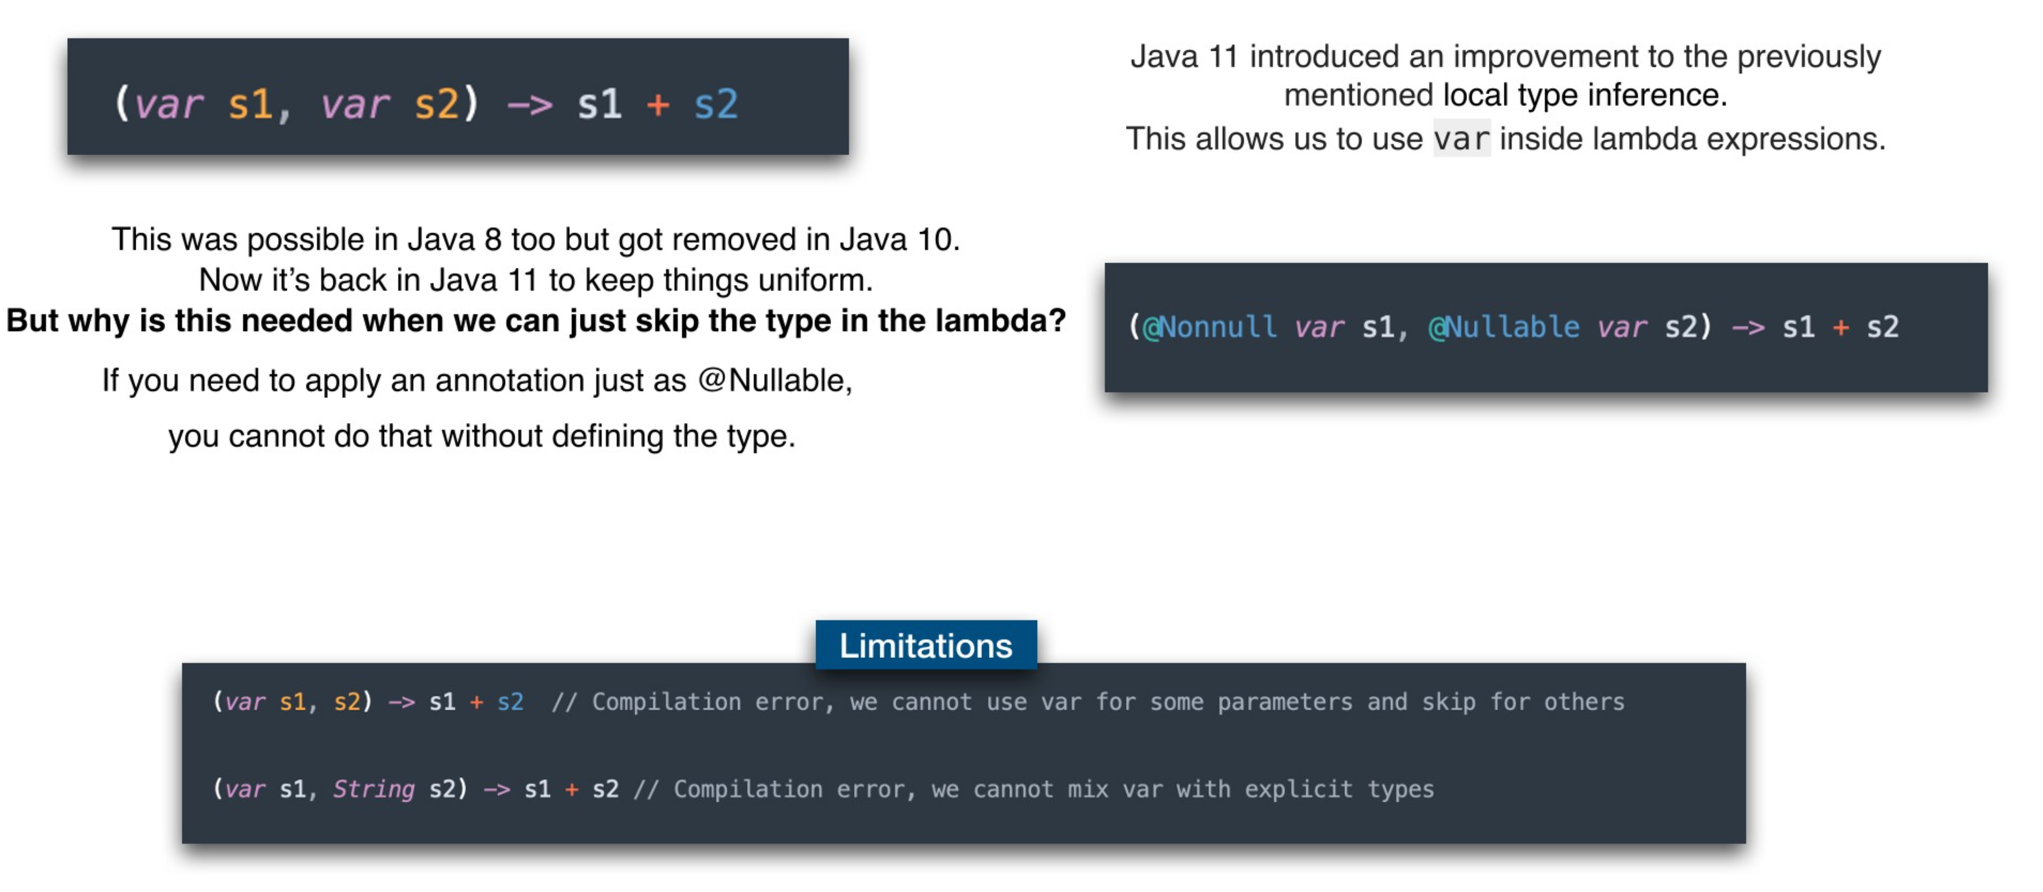 (var s1, var s2) -> s1 + s2
Java 11 introduced an improvement to the previously
mentioned local type inference.
This allows us to use var inside lambda expressions.
This was possible in Java 8 too but got removed in Java 10.
Now it’s back in Java 11 to keep things uniform.
But why is this needed when we can just skip the type in the lambda?
If you need to apply an annotation just as @Nullable,
you cannot do that without defining the type.
(@Nonnull var s1, @Nullable var s2) -> s1 + s2
Limitations
(var s1, s2) -> s1 + s2 // Compilation error, we cannot use var for some parameters and skip for others
(var s1, String s2) -> s1 + s2 // Compilation error, we cannot mix var with explicit types